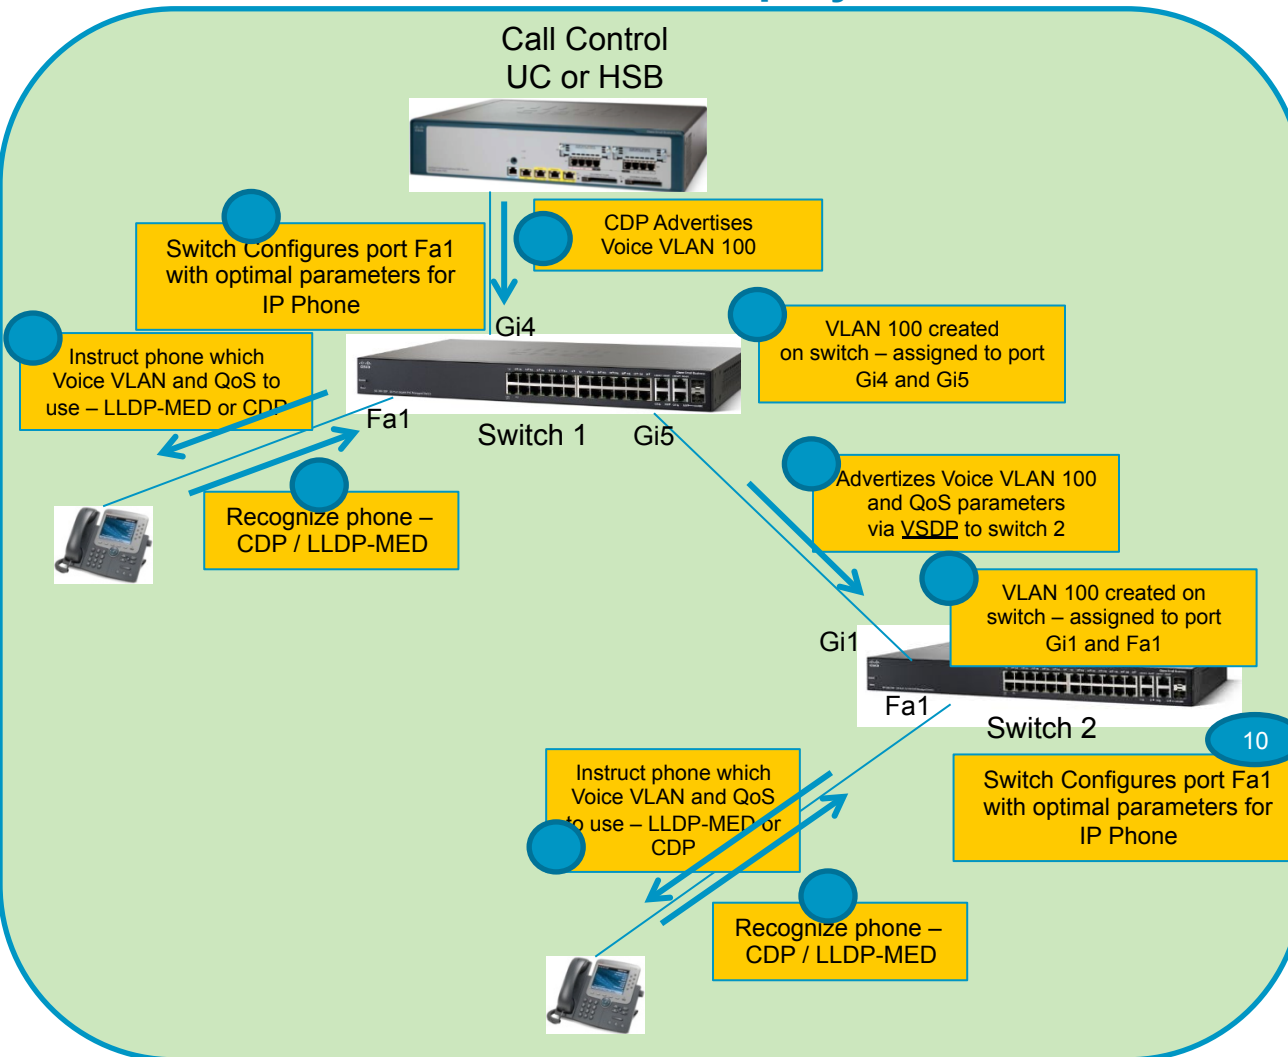 Call Control
UC or HSB
CDP Advertises
Voice VLAN 100
Switch Configures port Fa1
with optimal parameters for
IP Phone
Gi4
VLAN 100 created
on switch – assigned to port
Gi4 and Gi5
Instruct phone which
Voice VLAN and QoS to
use – LLDP-MED or CDP
Fa1
Switch 1
Gi5
Advertizes Voice VLAN 100
and QoS parameters
via VSDP to switch 2
Recognize phone –
CDP / LLDP-MED
VLAN 100 created on
switch – assigned to port
Gi1 and Fa1
Gi1
Fa1
Switch 2
10
Switch Configures port Fa1
with optimal parameters for
IP Phone
Instruct phone which
Voice VLAN and QoS
to use – LLDP-MED or
CDP
Recognize phone –
CDP / LLDP-MED